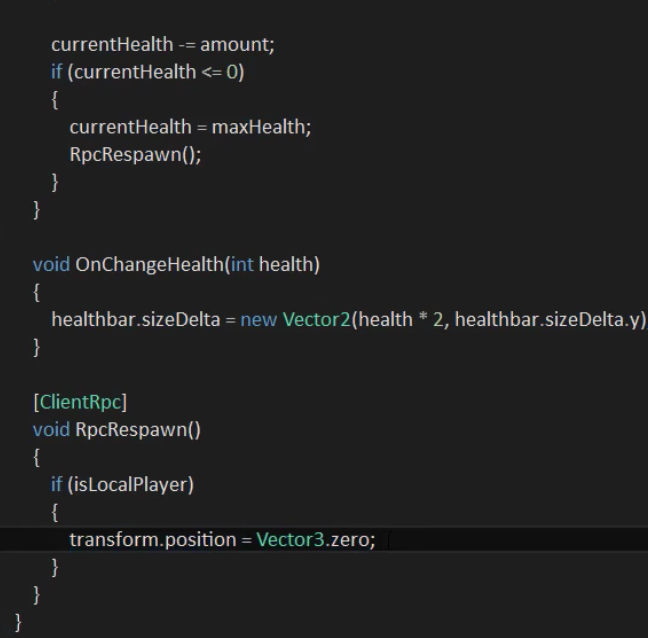 currentHealth -= amount;
if (currentHealth <= 0)
{
currentHealth = maxHealth;
RpcRespawn();
}
}
void OnChangeHealth(int health)
{
healthbar.sizeDelta = new Vector2(health * 2, healthbar.sizeDelta.y)
}
[ClientRpc]
void RpcRespawn()
{
if (isLocalPlayer)
{
transform.position = Vector3.zero;
}
}
}